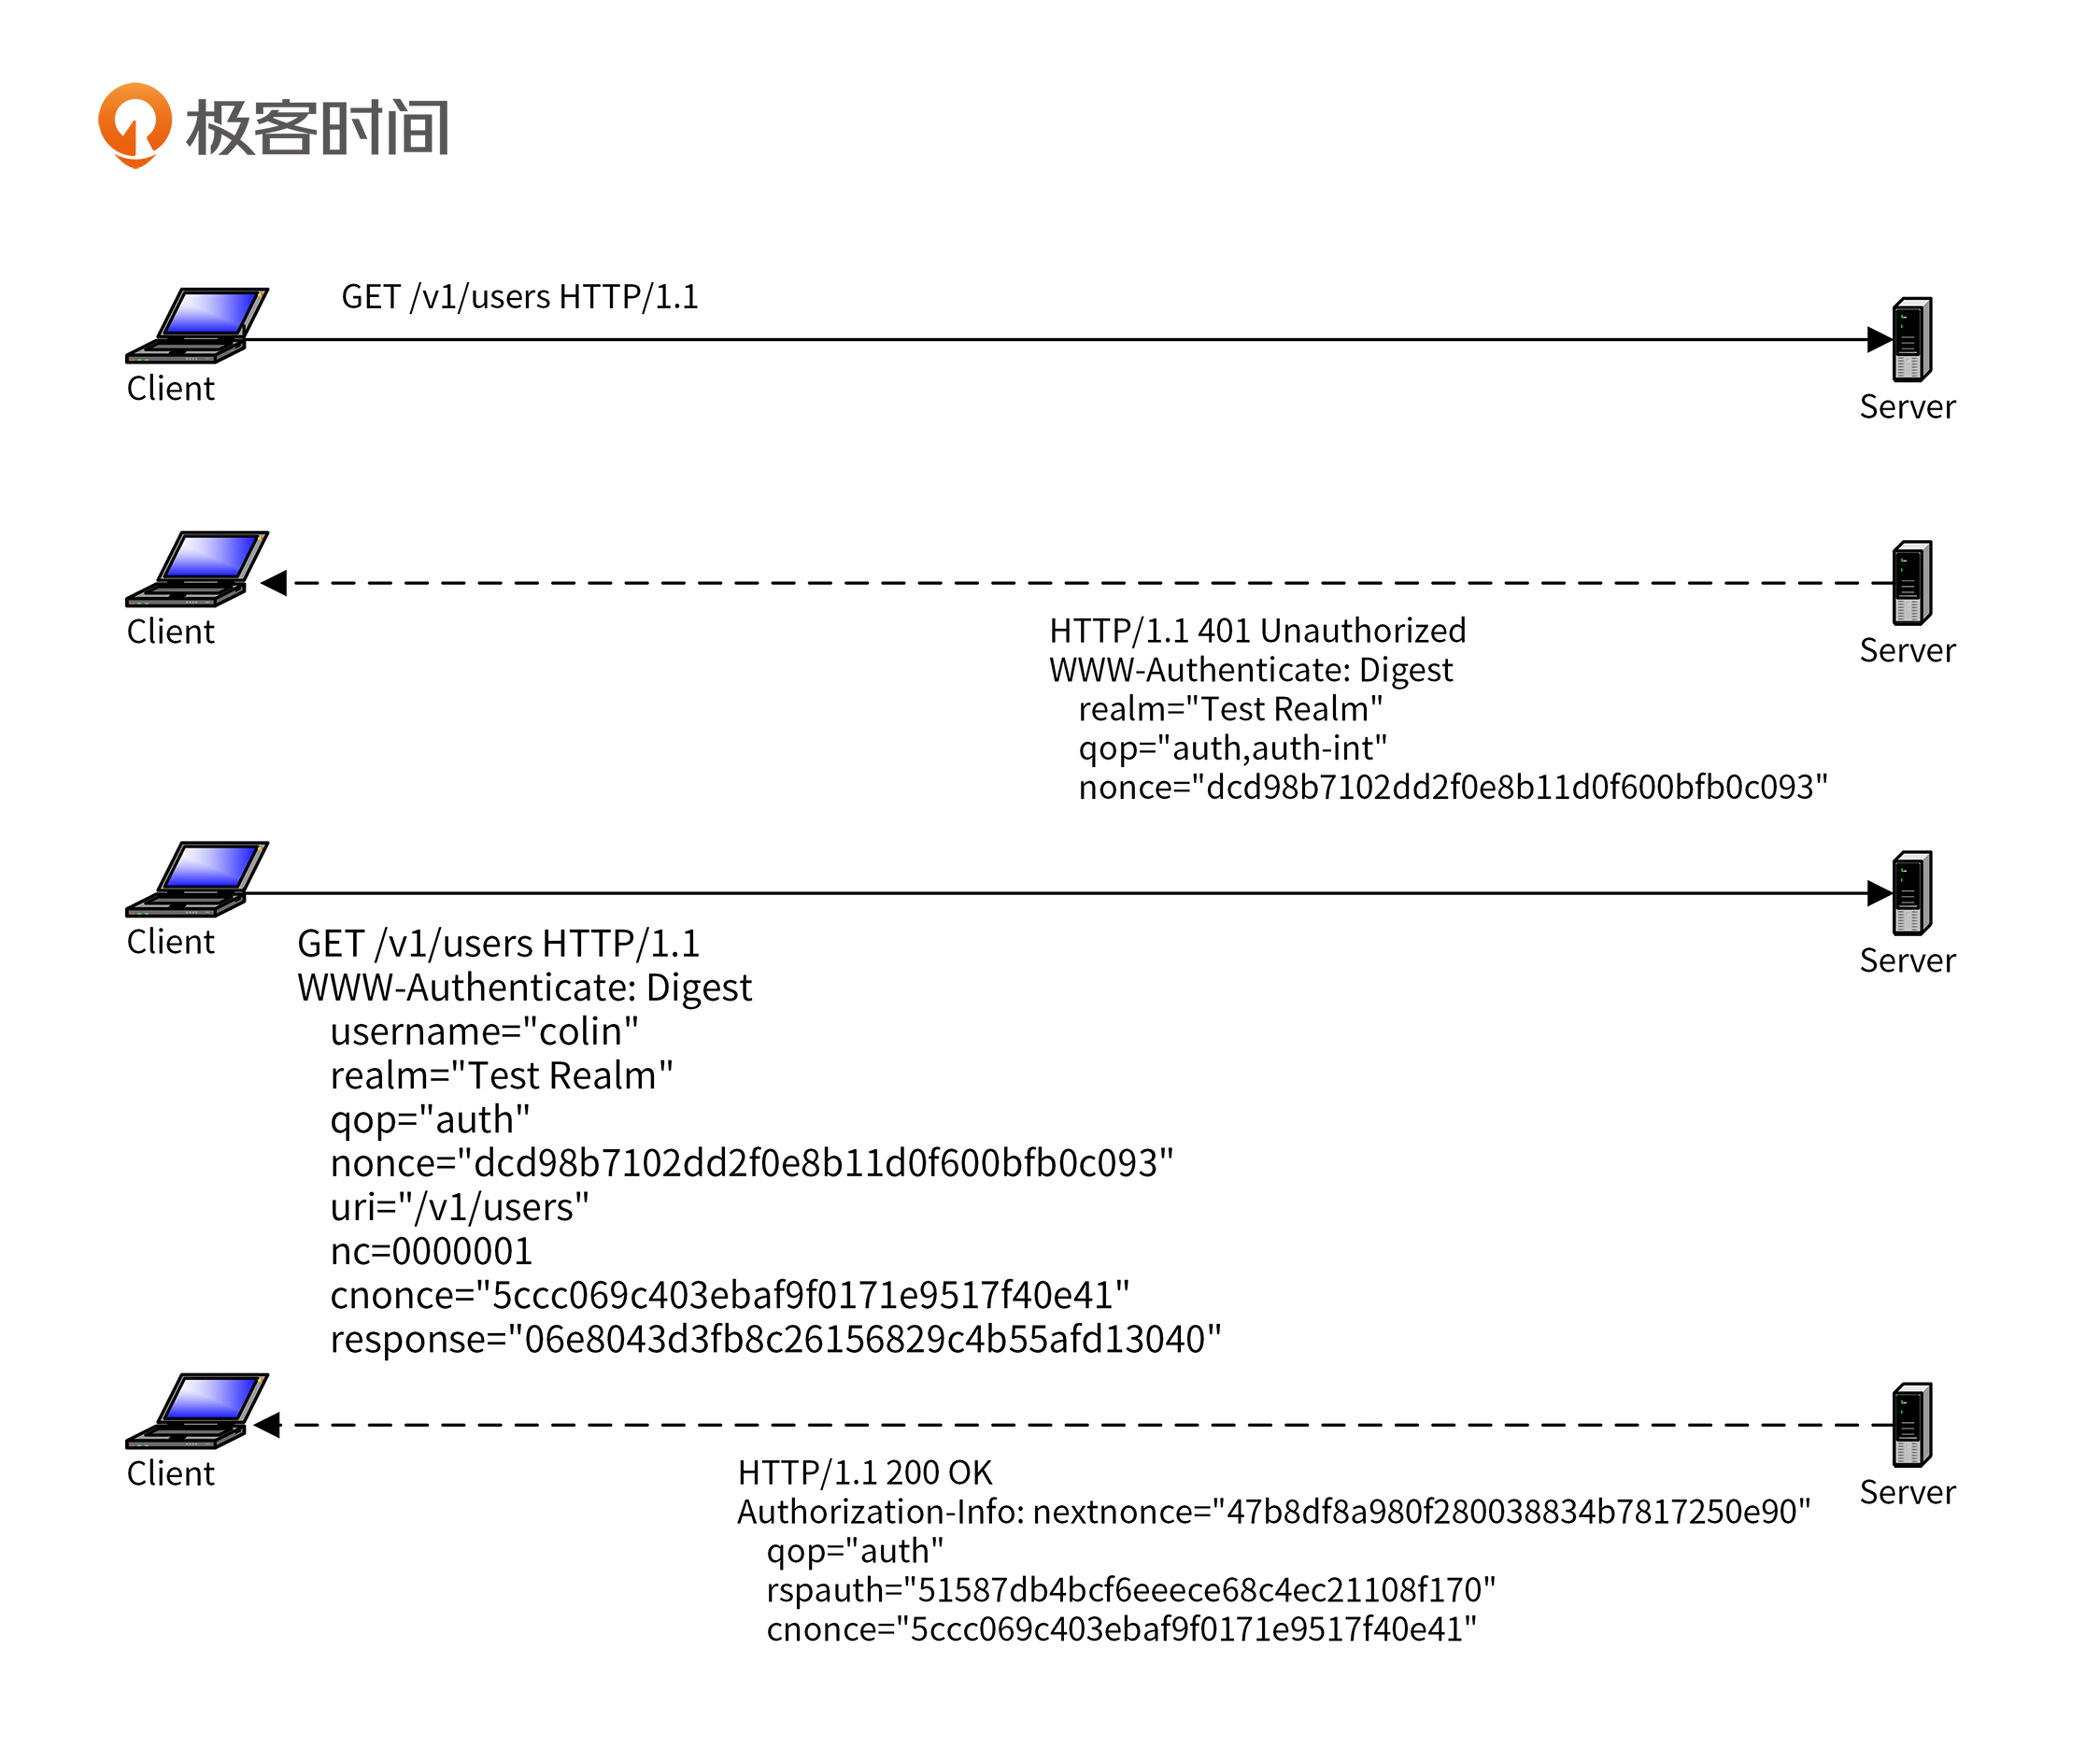 极客时间
GET /v1/users HTTP/1.1
Client
Server
Client
HTTP/1.1 401 Unauthorized
WWW-Authenticate: Digest
realm="Test Realm"
qop="auth,auth-int"
nonce="dcd98b7102dd2f0e8b11d0f600bfb0c093"
Server
Client
GET /v1/users HTTP/1.1
WWW-Authenticate: Digest
username="colin"
realm="Test Realm"
qop="auth"
nonce="dcd98b7102dd2f0e8b11d0f600bfb0c093"
uri="/v1/users"
nc=0000001
cnonce="5ccc069c403ebaf9f0171e9517f40e41"
response="06e8043d3fb8c26156829c4b55afd13040"
Server
Client
HTTP/1.1 200 OK
Authorization-Info: nextnonce="47b8df8a980f280038834b7817250e90"
qop="auth"
rspauth="51587db4bcf6eeece68c4ec21108f170"
cnonce="5ccc069c403ebaf9f0171e9517f40e41"
Server